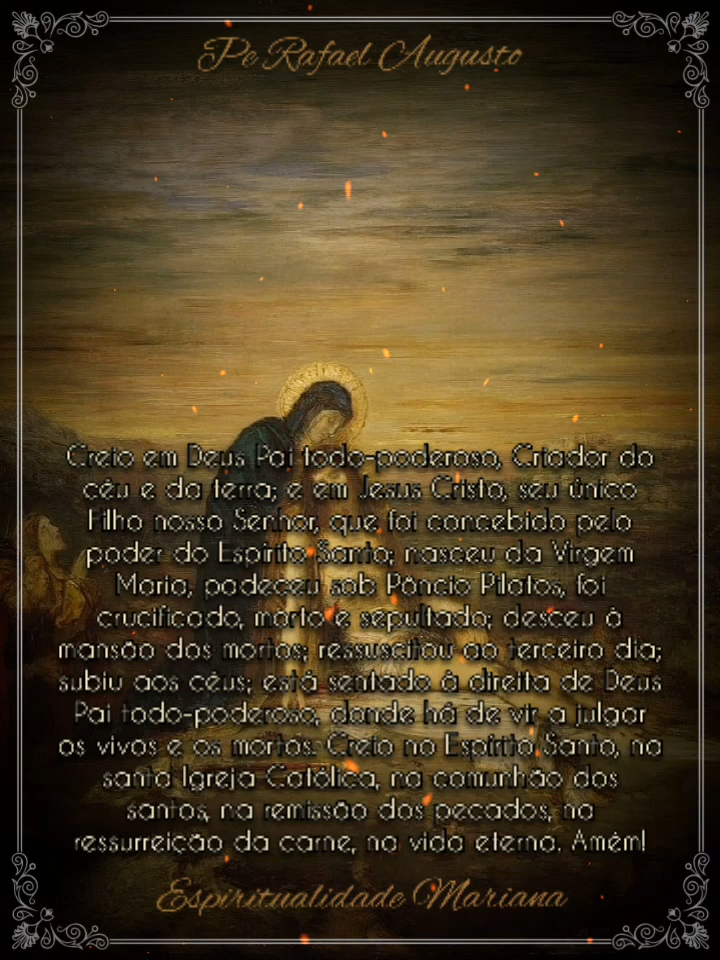 Pe Rafael Augusto
Creio em Deus Pai todo-poderoso, Criador do
céu e da terra; e em Jesus Cristo, seu único
Filho nosso Senhor, que foi concebido pelo
poder do Espírito Santo; nasceu da Virgem
Maria, padeceu sob Pôncio Pilatos, foi
crucificado, morto e sepultado; desceu à
mansão dos mortos; ressuscitou ao terceiro dia;
subiu aos céus; está sentado à direita de Deus
Pai todo-poderoso, donde há de vir a julgar
os vivos e os mortos. Creio no Espírito Santo, na
santa Igreja Católica, na comunhão dos
santos, na remissão dos pecados, na
ressurreição da carne, na vida eterna. Amém!
Espiritualidade Mariana